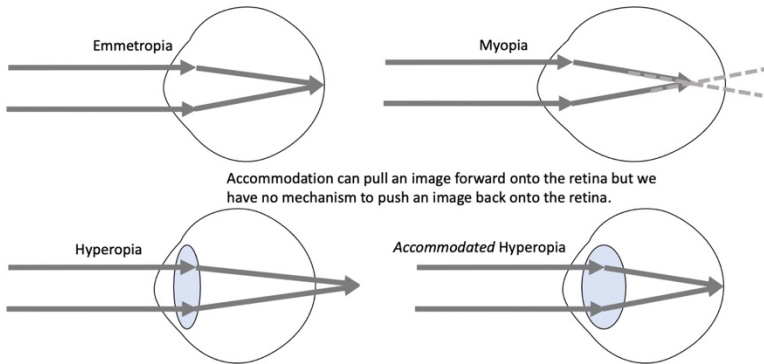 Emmetropia
Myopia
Accommodation can pull an image forward onto the retina but we
have no mechanism to push an image back onto the retina.
Hyperopia
Accommodated Hyperopia